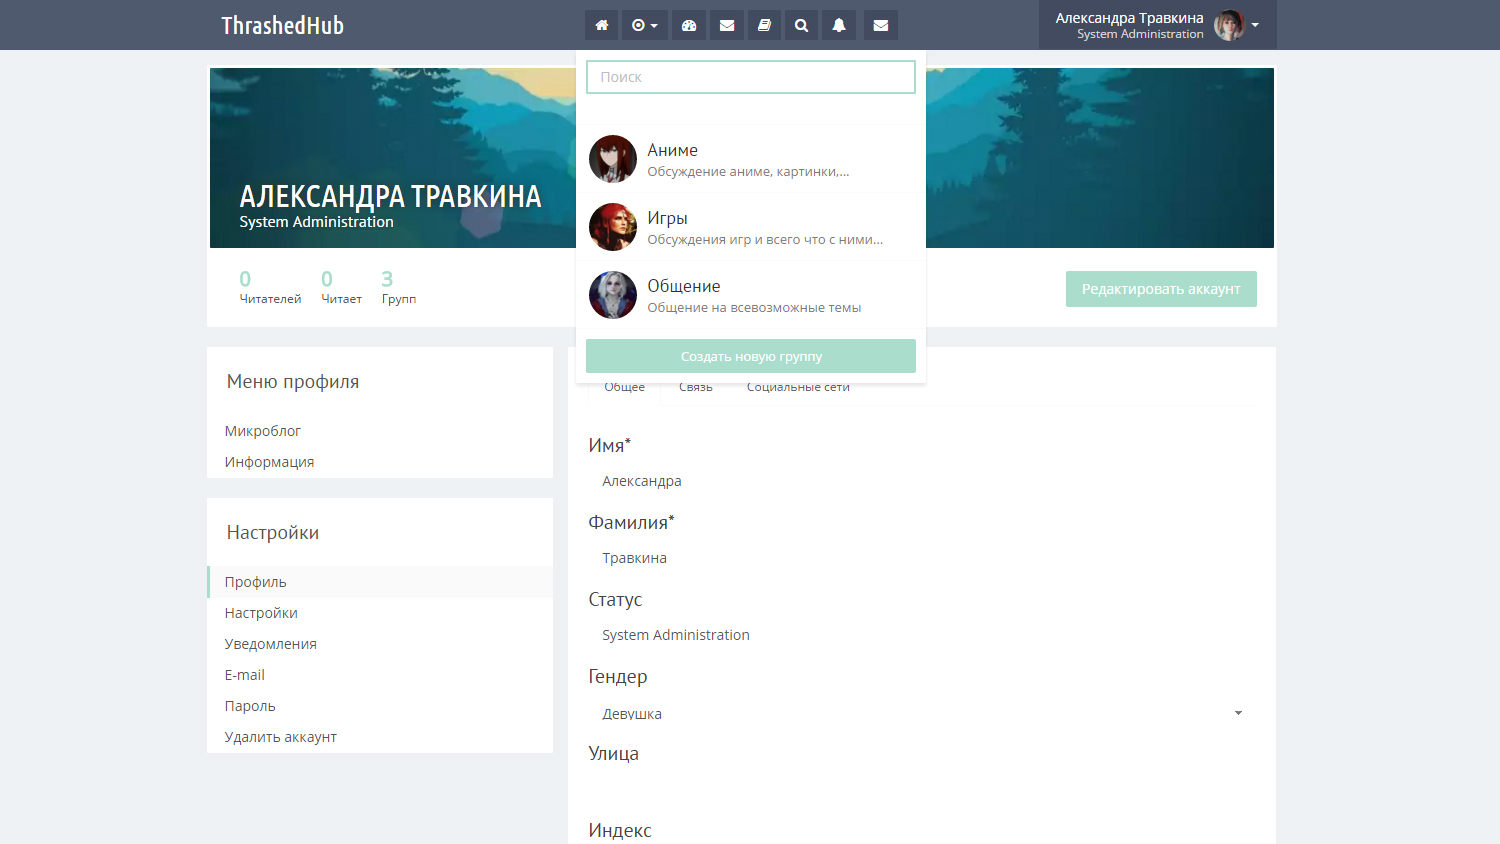 ThrashedHub
Александра Травкина
System Administration
Поиск
Аниме
Обсуждение аниме, картинки,...
Игры
Обсуждения игр и всего что с ними...
Общение
Общение на всевозможные темы
Создать новую группу
АЛЕКСАНДРА ТРАВКИНА
System Administration
0 0 3
Читателей Читает Групп
Редактировать аккаунт
Меню профиля
Микроблог
Информация
Настройки
Профиль
Настройки
Уведомления
E-mail
Пароль
Удалить аккаунт
Общее Связь Социальные сети
Имя*
Александра
Фамилия*
Травкина
Статус
System Administration
Гендер
Девушка
Улица
Индекс